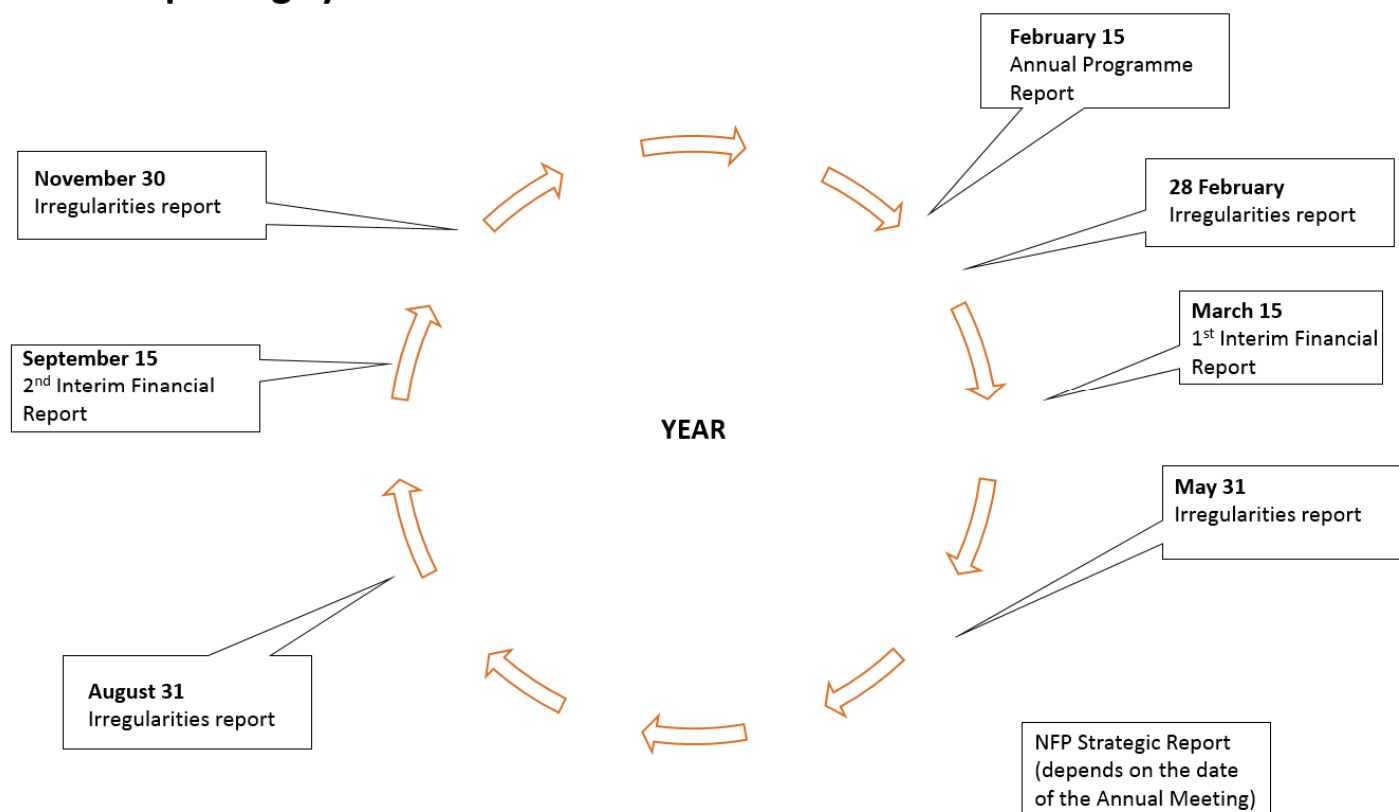 February 15
Annual Programme
Report
November 30
Irregularities report
28 February
Irregularities report
March 15
1st Interim Financial
Report
September 15
2nd Interim Financial
Report
YEAR
May 31
Irregularities report
August 31
Irregularities report
NFP Strategic Report
(depends on the date
of the Annual Meeting)